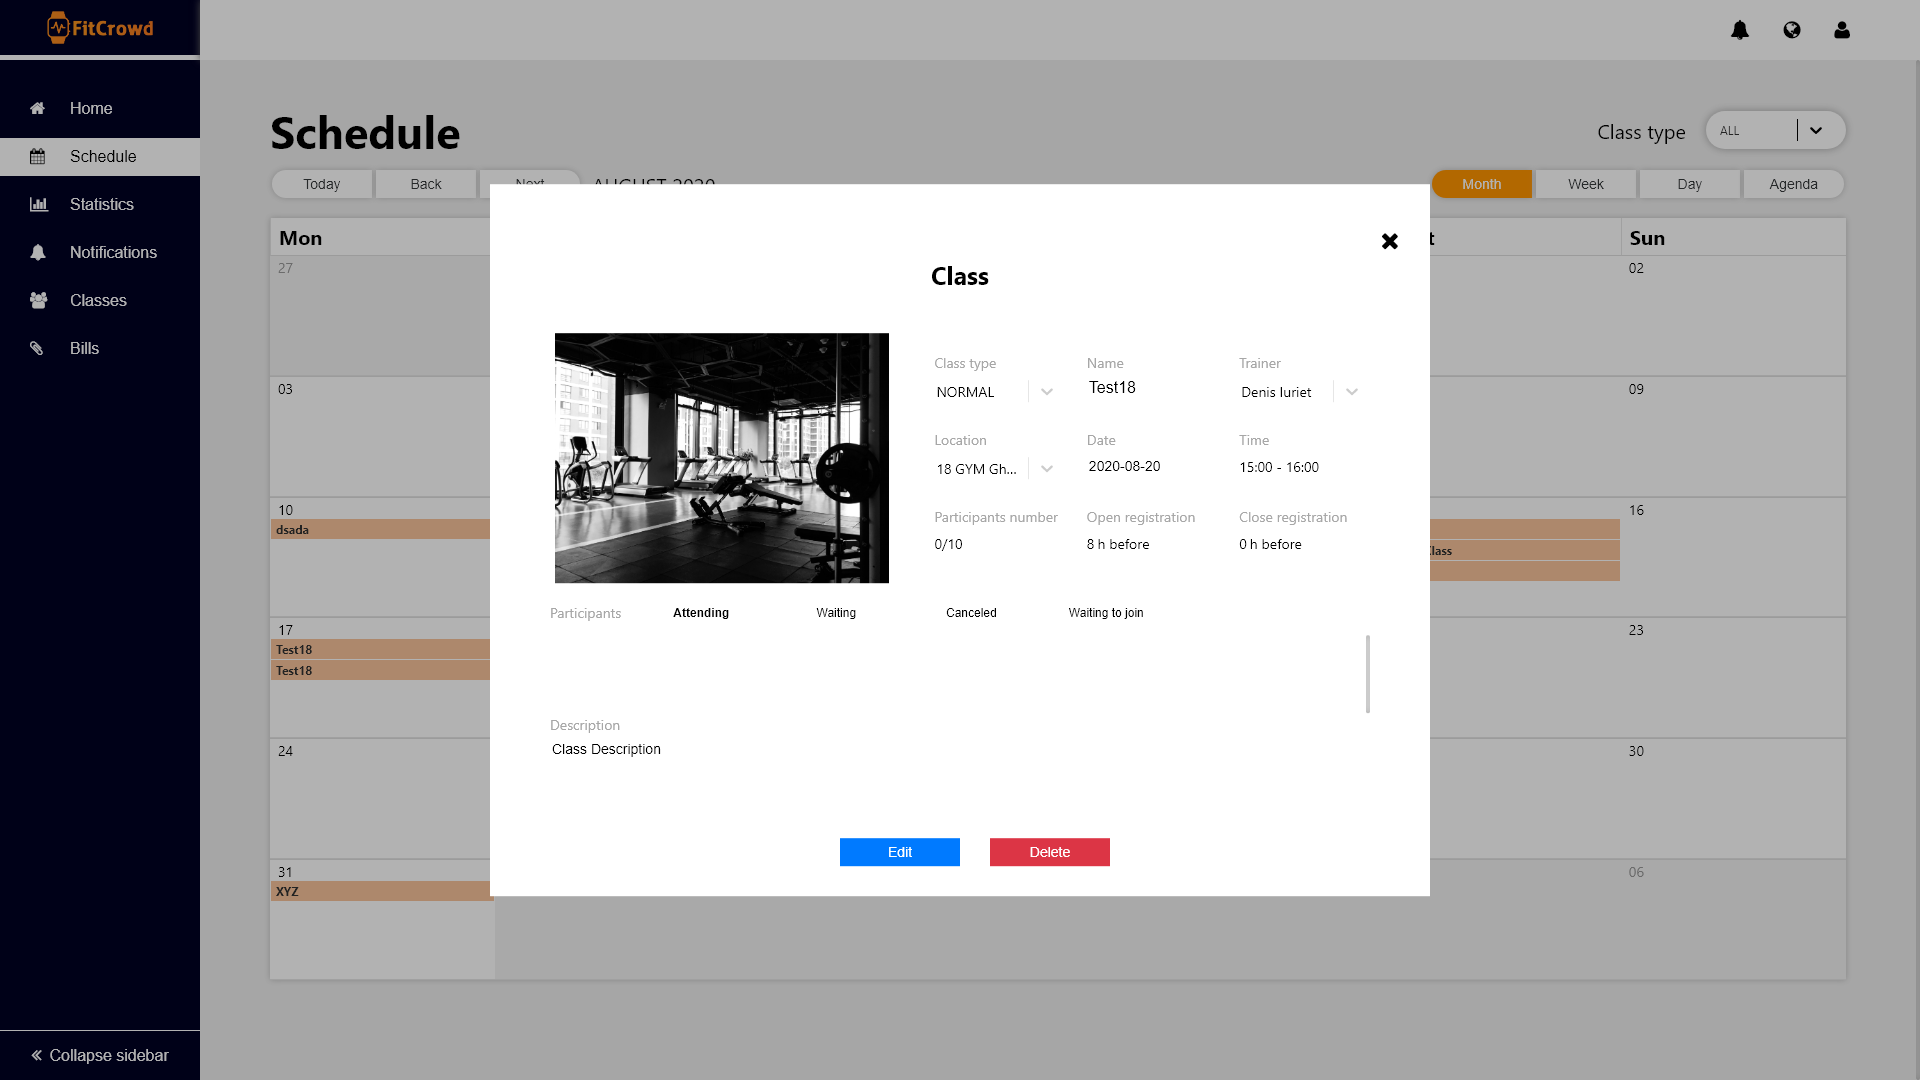 FitCrowd
Home
Schedule
Statistics
Notifications
Classes
Bills
Collapse sidebar
Schedule
Class type
ALL
Today
Back
Next
AUGUST 2020
Month
Week
Day
Agenda
Mon
Sun
27
02
03
09
10
dsada
Class
16
17
Test18
Test18
23
24
30
31
XYZ
06
Class
Class type
Name
Trainer
NORMAL
Test18
Denis Iuriet
Location
Date
Time
18 GYM Gh...
2020-08-20
15:00 - 16:00
Participants number
Open registration
Close registration
0/10
8 h before
0 h before
Participants
Attending
Waiting
Canceled
Waiting to join
Description
Class Description
Edit
Delete